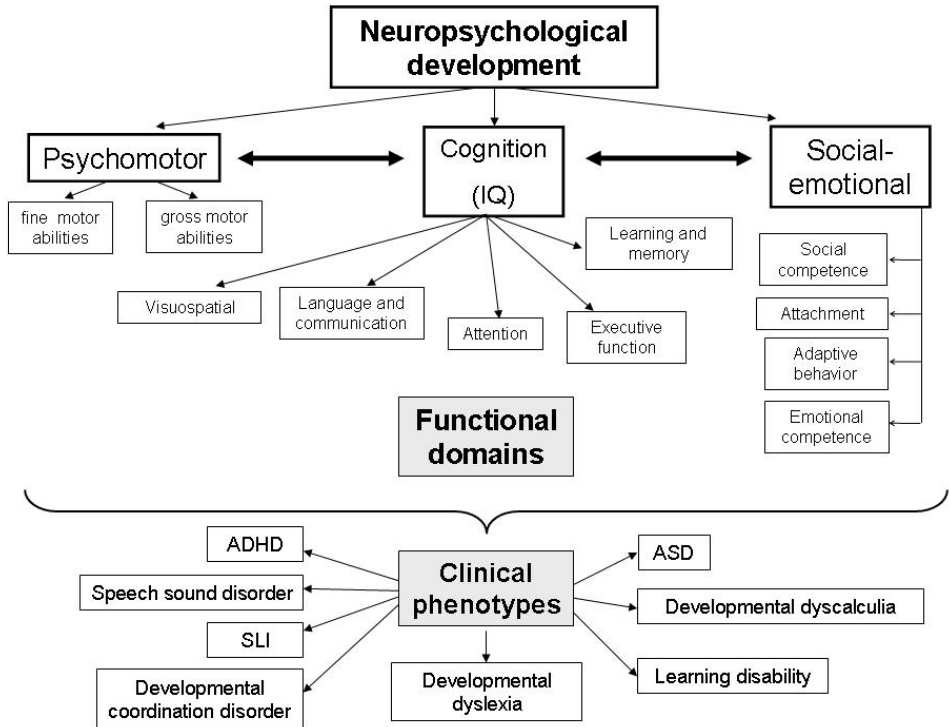 Neuropsychological
development
Psychomotor
Cognition
(IQ)
Social-
emotional
fine motor
abilities
gross motor
abilities
Learning and
memory
Visuospatial
Language and
communication
Attention
Executive
function
Social
competence
Attachment
Adaptive
behavior
Emotional
competence
Functional
domains
ADHD
Speech sound disorder
SLI
Developmental
coordination disorder
Clinical
phenotypes
Developmental
dyslexia
ASD
Developmental dyscalculia
Learning disability